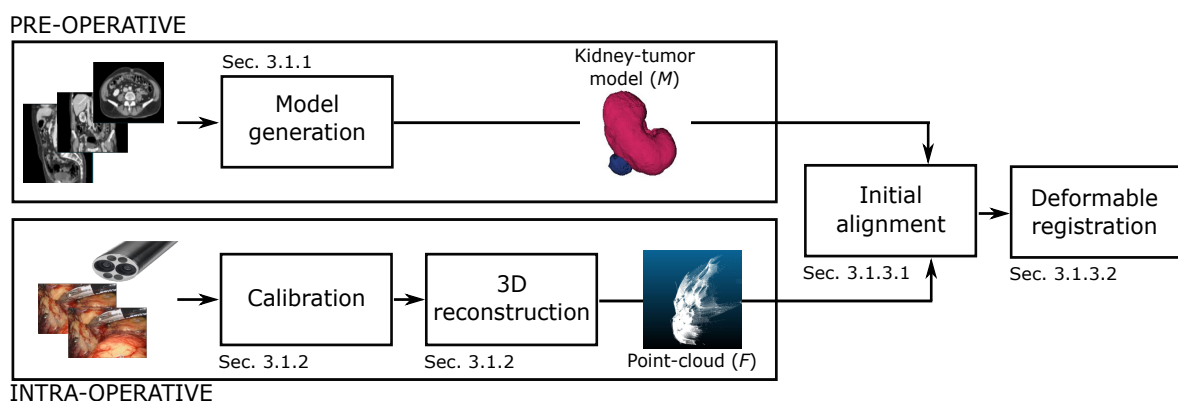 PRE-OPERATIVE
Sec. 3.1.1
Model
generation
Kidney-tumor
model (M)
Initial
alignment
Sec. 3.1.3.1
Deformable
registration
Sec. 3.1.3.2
Calibration
Sec. 3.1.2
3D
reconstruction
Sec. 3.1.2
Point-cloud (F)
INTRA-OPERATIVE